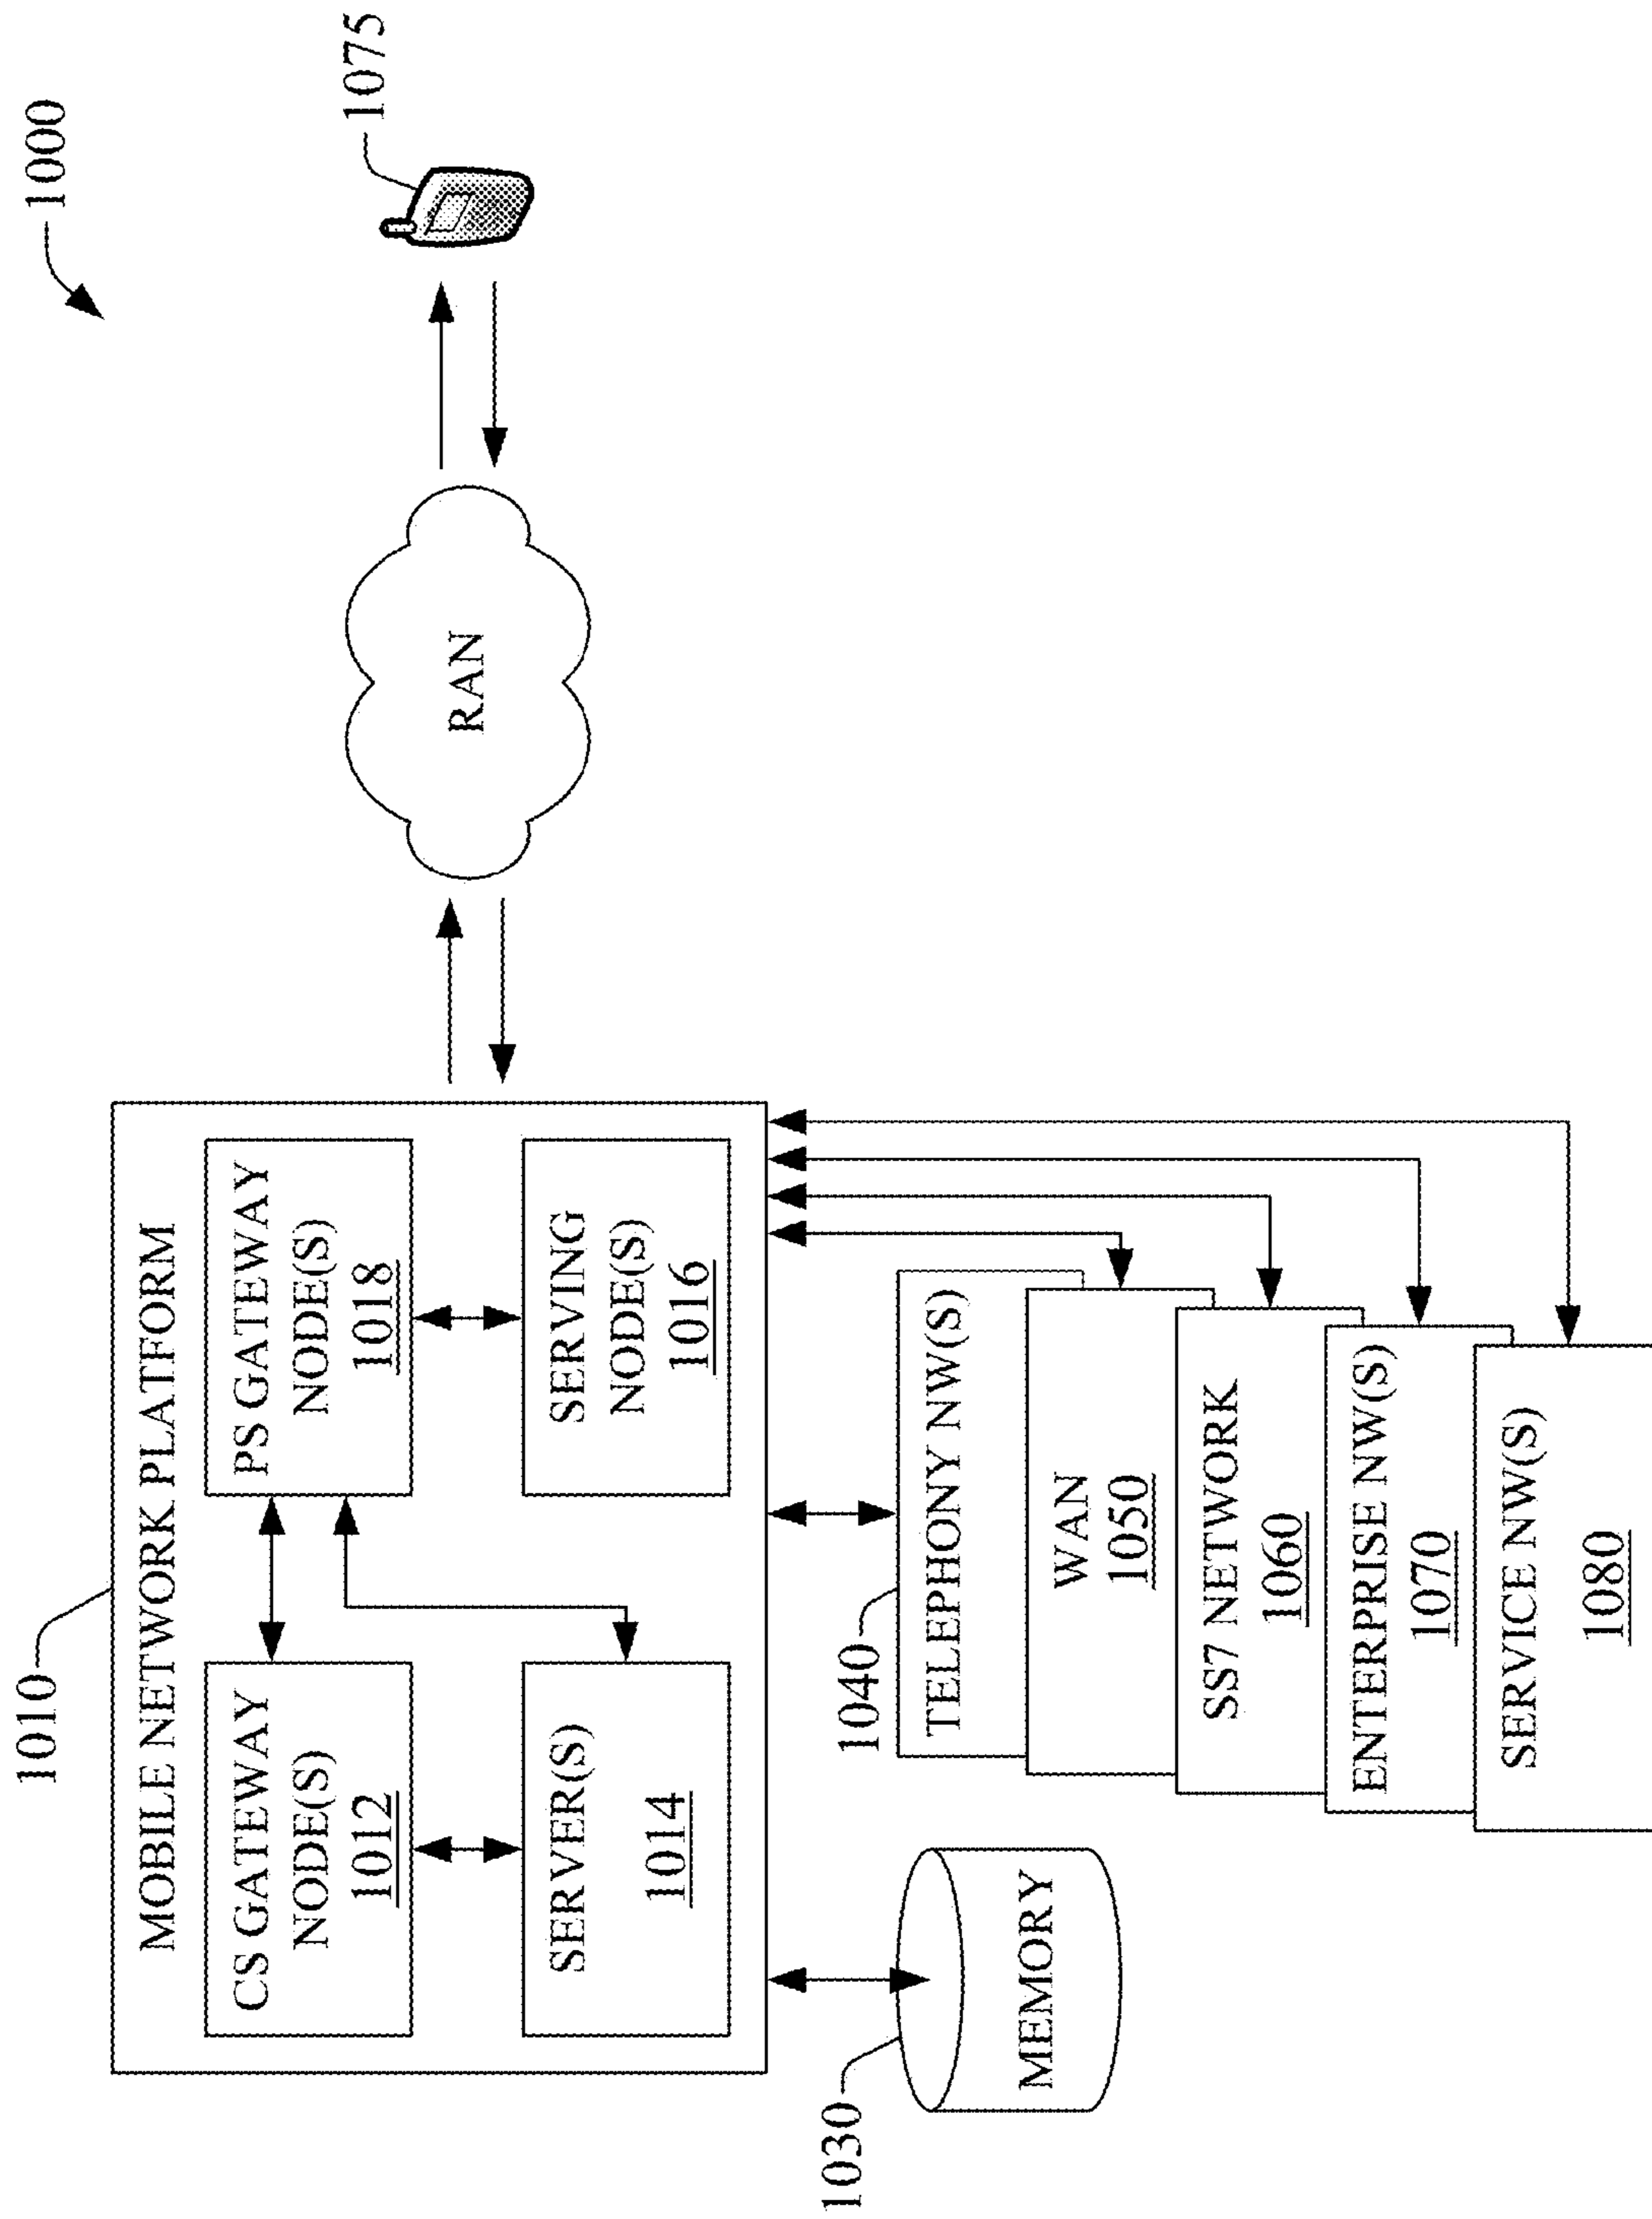 1000
1010
MOBILE NETWORK PLATFORM
CS GATEWAY
NODE(S)
1012
PS GATEWAY
NODE(S)
1018
SERVER(S)
1014
SERVING
NODE(S)
1016
RAN
1075
1030
MEMORY
1040
TELEPHONY NW(S)
WAN
1050
SS7 NETWORK
1060
ENTERPRISE NW(S)
1070
SERVICE NW(S)
1080